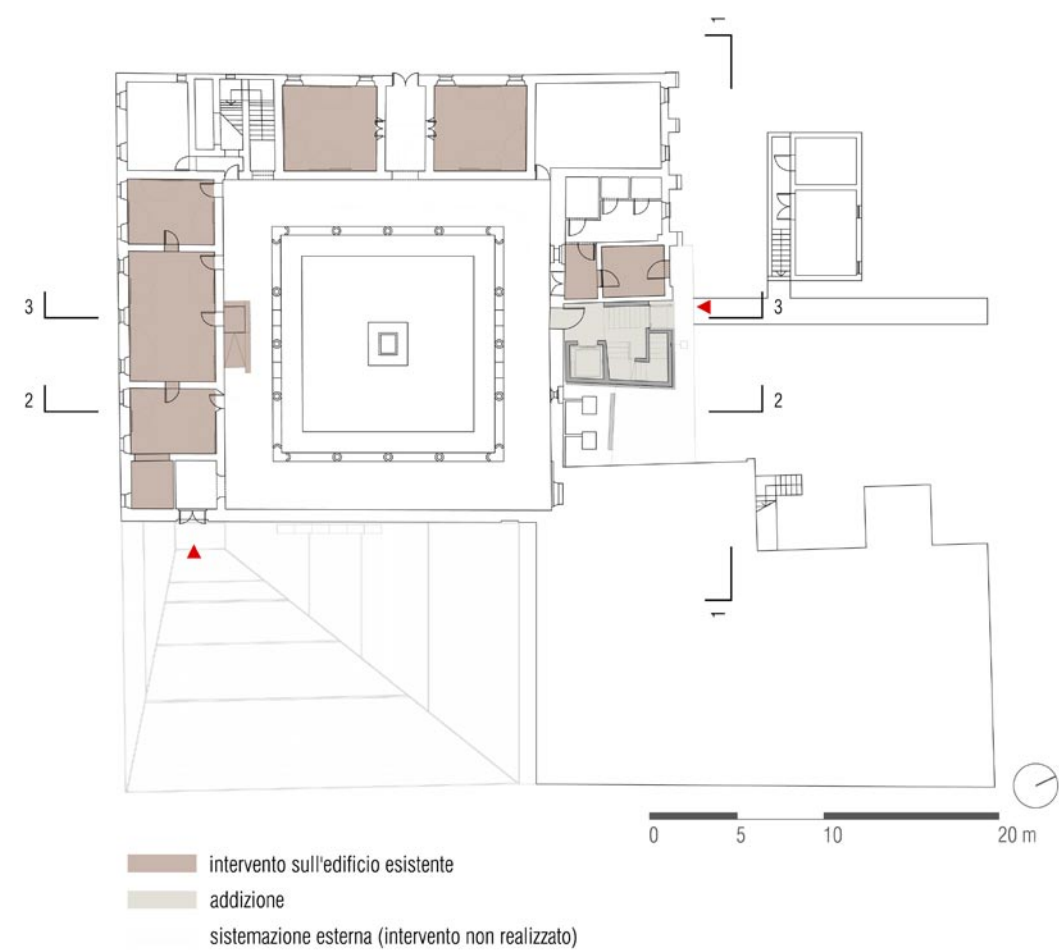 1
3
3
2
2
1
0 5 10 20 m
intervento sull'edificio esistente
addizione
sistemazione esterna (intervento non realizzato)